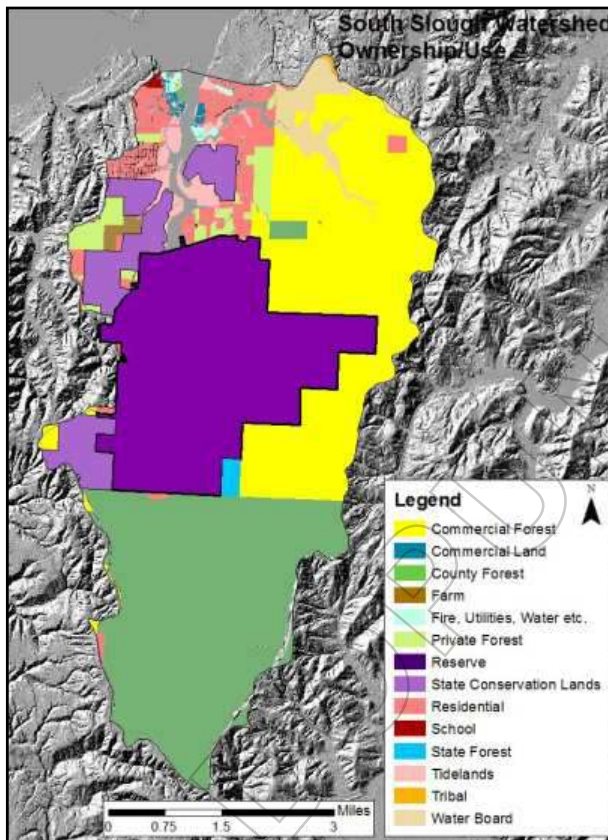 South Slough Watershed
Ownership/Use
Legend
N
Commercial Forest
Commercial Land
County Forest
Farm
Fire, Utilities, Water etc.
Private Forest
Reserve
State Conservation Lands
Residential
School
State Forest
Tidelands
Tribal
Water Board
Miles
0 0.75 1.5 3